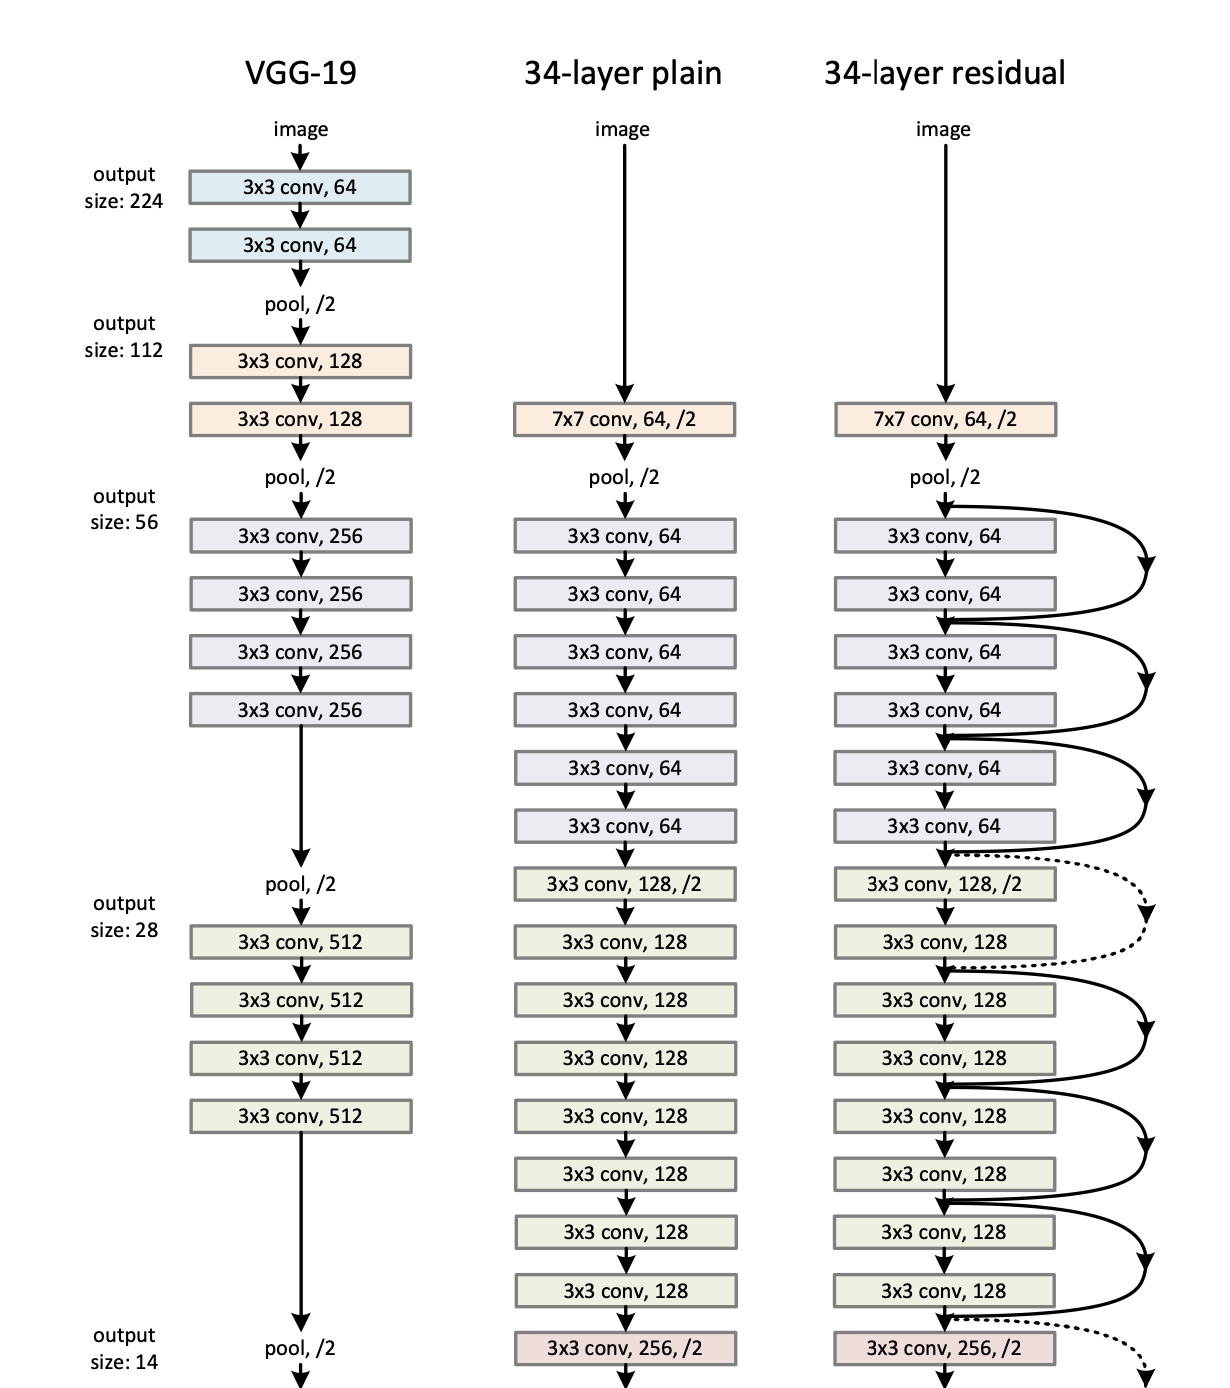 VGG-19
34-layer plain
34-layer residual
image
image
image
output
size: 224
3x3 conv, 64
3x3 conv, 64
pool, /2
output
size: 112
3x3 conv, 128
3x3 conv, 128
7x7 conv, 64, /2
7x7 conv, 64, /2
pool, /2
pool, /2
pool, /2
output
size: 56
3x3 conv, 256
3x3 conv, 64
3x3 conv, 64
3x3 conv, 256
3x3 conv, 64
3x3 conv, 64
3x3 conv, 256
3x3 conv, 64
3x3 conv, 64
3x3 conv, 256
3x3 conv, 64
3x3 conv, 64
3x3 conv, 64
3x3 conv, 64
3x3 conv, 64
3x3 conv, 64
pool, /2
3x3 conv, 128, /2
3x3 conv, 128, /2
output
size: 28
3x3 conv, 512
3x3 conv, 128
3x3 conv, 128
3x3 conv, 512
3x3 conv, 128
3x3 conv, 128
3x3 conv, 512
3x3 conv, 128
3x3 conv, 128
3x3 conv, 512
3x3 conv, 128
3x3 conv, 128
3x3 conv, 128
3x3 conv, 128
3x3 conv, 128
3x3 conv, 128
3x3 conv, 128
3x3 conv, 128
output
size: 14
pool, /2
3x3 conv, 256, /2
3x3 conv, 256, /2